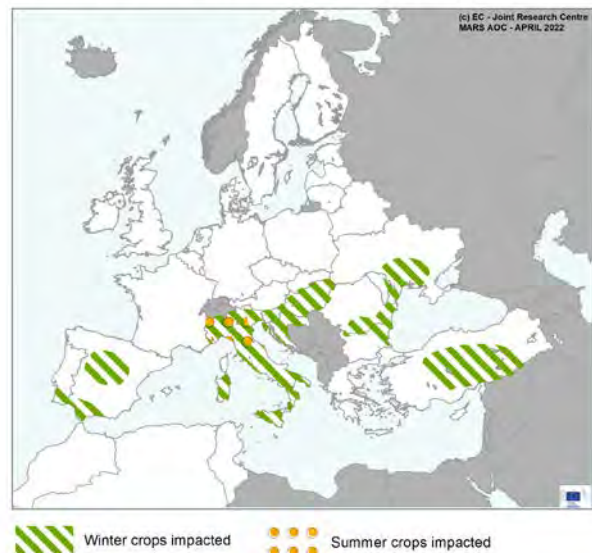 (c) EC - Joint Research Centre
MARS AOC - APRIL 2022
Winter crops impacted
Summer crops impacted